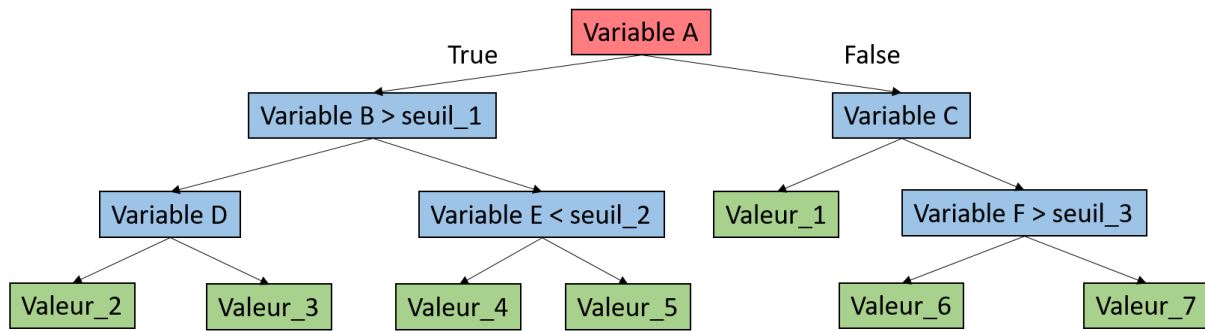 Variable A
True
False
Variable B > seuil_1
Variable C
Variable D
Variable E < seuil_2
Valeur_1
Variable F > seuil_3
Valeur_2
Valeur_3
Valeur_4
Valeur_5
Valeur_6
Valeur_7